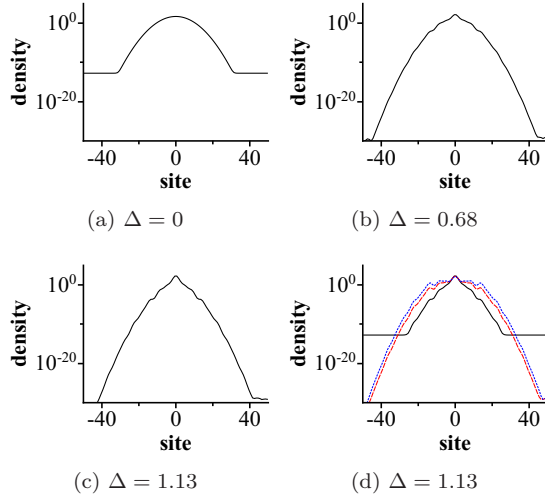 density
10^0
10^-20
-40 0 40
site
(a) Δ = 0
density
10^0
10^-20
-40 0 40
site
(b) Δ = 0.68
density
10^0
10^-20
-40 0 40
site
(c) Δ = 1.13
density
10^0
10^-20
-40 0 40
site
(d) Δ = 1.13